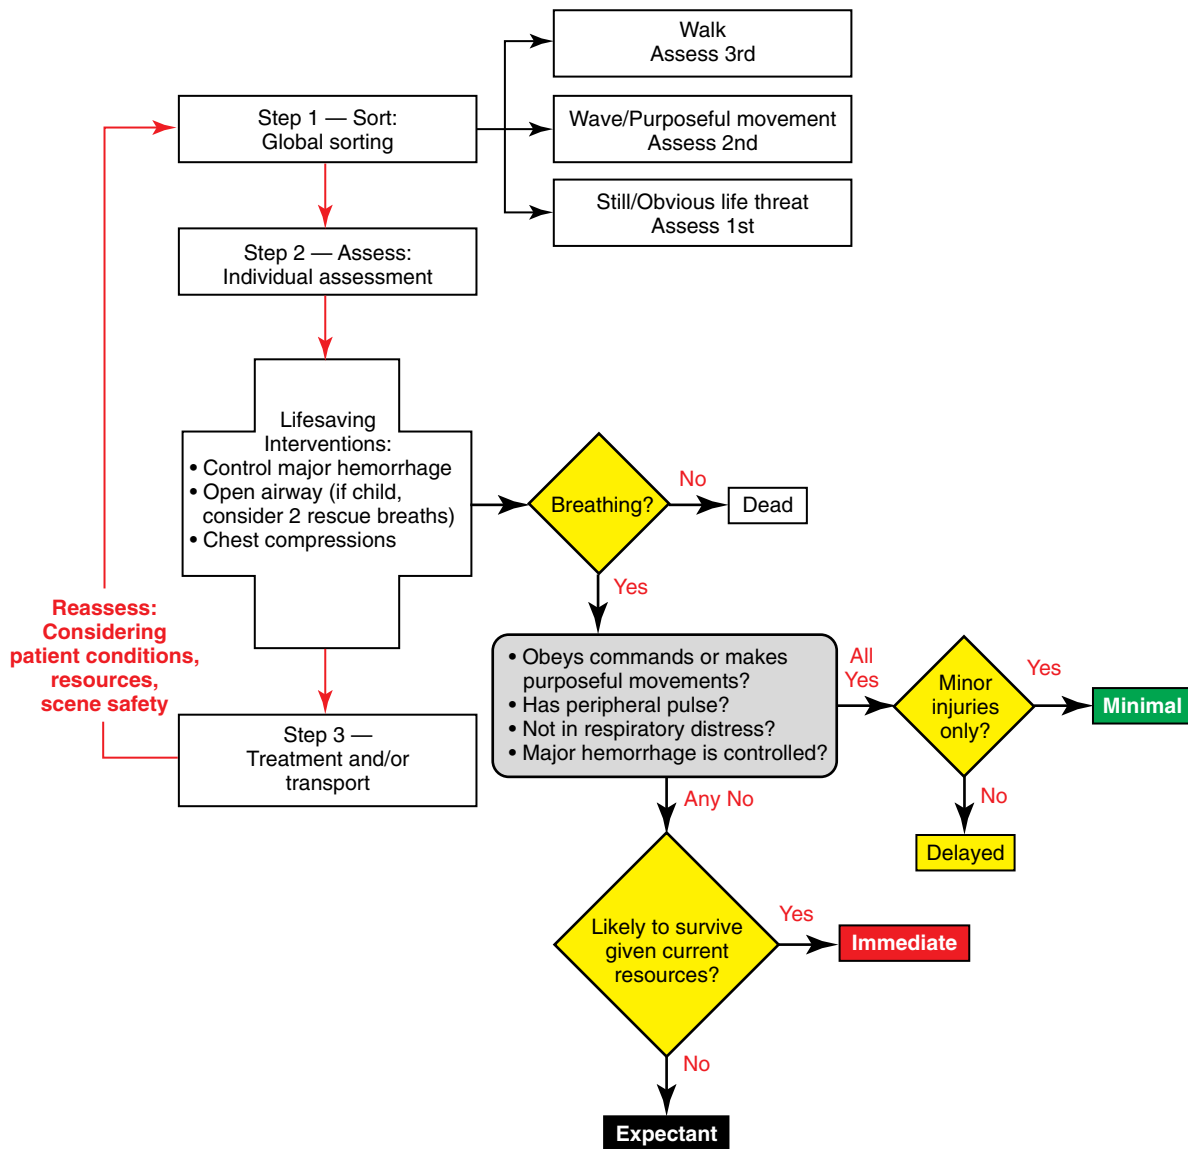 Walk
Assess 3rd
Step 1 — Sort:
Global sorting
Wave/Purposeful movement
Assess 2nd
Still/Obvious life threat
Assess 1st
Step 2 — Assess:
Individual assessment
Lifesaving
Interventions:
• Control major hemorrhage
• Open airway (if child,
consider 2 rescue breaths)
• Chest compressions
Breathing?
No
Dead
Yes
Reassess:
Considering
patient conditions,
resources,
scene safety
• Obeys commands or makes
purposeful movements?
• Has peripheral pulse?
• Not in respiratory distress?
• Major hemorrhage is controlled?
All
Yes
Minor
injuries
only?
Yes
Minimal
No
Delayed
Step 3 —
Treatment and/or
transport
Any No
Likely to survive
given current
resources?
Yes
Immediate
No
Expectant